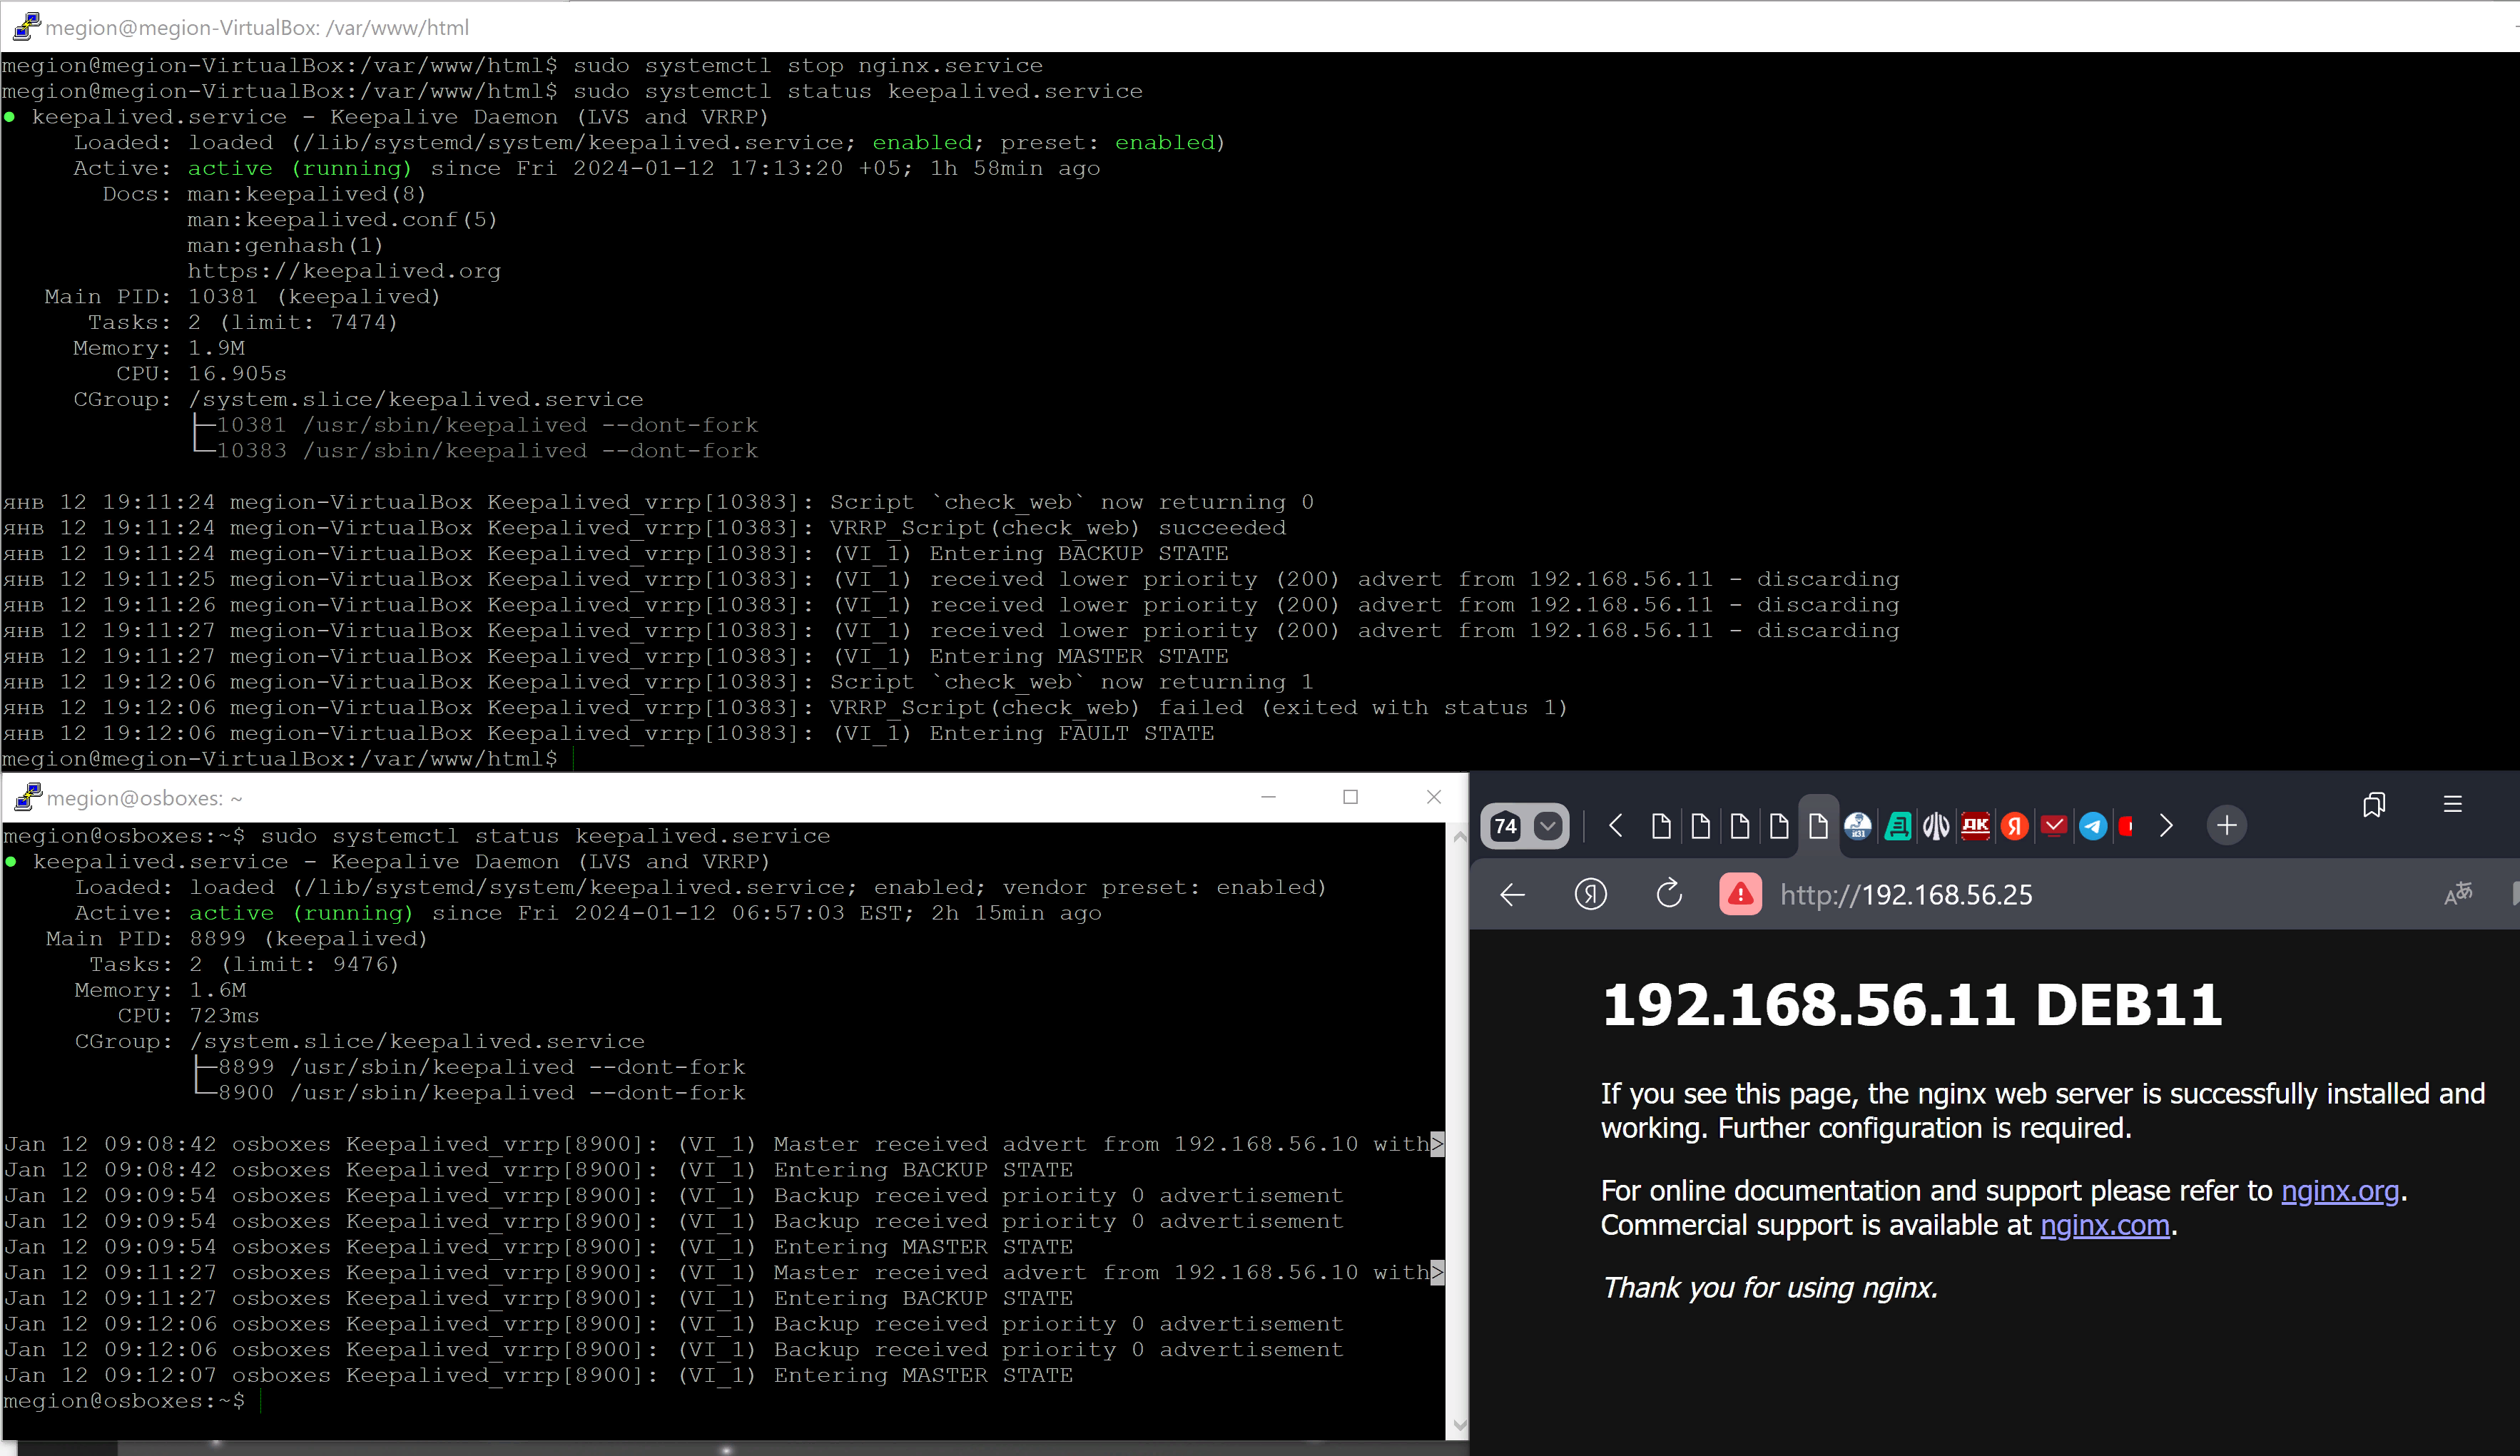 megion@megion-VirtualBox: /var/www/html
megion@megion-VirtualBox:/var/www/html$ sudo systemctl stop nginx.service
megion@megion-VirtualBox:/var/www/html$ sudo systemctl status keepalived.service
● keepalived.service - Keepalive Daemon (LVS and VRRP)
Loaded: loaded (/lib/systemd/system/keepalived.service; enabled; preset: enabled)
Active: active (running) since Fri 2024-01-12 17:13:20 +05; 1h 58min ago
Docs: man:keepalived(8)
man:keepalived.conf(5)
man:genhash(1)
https://keepalived.org
Main PID: 10381 (keepalived)
Tasks: 2 (limit: 7474)
Memory: 1.9M
CPU: 16.905s
CGroup: /system.slice/keepalived.service
├─10381 /usr/sbin/keepalived --dont-fork
└─10383 /usr/sbin/keepalived --dont-fork
янв 12 19:11:24 megion-VirtualBox Keepalived_vrrp[10383]: Script `check_web` now returning 0
янв 12 19:11:24 megion-VirtualBox Keepalived_vrrp[10383]: VRRP_Script(check_web) succeeded
янв 12 19:11:24 megion-VirtualBox Keepalived_vrrp[10383]: (VI_1) Entering BACKUP STATE
янв 12 19:11:25 megion-VirtualBox Keepalived_vrrp[10383]: (VI_1) received lower priority (200) advert from 192.168.56.11 - discarding
янв 12 19:11:26 megion-VirtualBox Keepalived_vrrp[10383]: (VI_1) received lower priority (200) advert from 192.168.56.11 - discarding
янв 12 19:11:27 megion-VirtualBox Keepalived_vrrp[10383]: (VI_1) received lower priority (200) advert from 192.168.56.11 - discarding
янв 12 19:11:27 megion-VirtualBox Keepalived_vrrp[10383]: (VI_1) Entering MASTER STATE
янв 12 19:12:06 megion-VirtualBox Keepalived_vrrp[10383]: Script `check_web` now returning 1
янв 12 19:12:06 megion-VirtualBox Keepalived_vrrp[10383]: VRRP_Script(check_web) failed (exited with status 1)
янв 12 19:12:06 megion-VirtualBox Keepalived_vrrp[10383]: (VI_1) Entering FAULT STATE
megion@megion-VirtualBox:/var/www/html$
megion@osboxes: ~
megion@osboxes:~$ sudo systemctl status keepalived.service
● keepalived.service - Keepalive Daemon (LVS and VRRP)
Loaded: loaded (/lib/systemd/system/keepalived.service; enabled; vendor preset: enabled)
Active: active (running) since Fri 2024-01-12 06:57:03 EST; 2h 15min ago
Main PID: 8899 (keepalived)
Tasks: 2 (limit: 9476)
Memory: 1.6M
CPU: 723ms
CGroup: /system.slice/keepalived.service
├─8899 /usr/sbin/keepalived --dont-fork
└─8900 /usr/sbin/keepalived --dont-fork
Jan 12 09:08:42 osboxes Keepalived_vrrp[8900]: (VI_1) Master received advert from 192.168.56.10 with>
Jan 12 09:08:42 osboxes Keepalived_vrrp[8900]: (VI_1) Entering BACKUP STATE
Jan 12 09:09:54 osboxes Keepalived_vrrp[8900]: (VI_1) Backup received priority 0 advertisement
Jan 12 09:09:54 osboxes Keepalived_vrrp[8900]: (VI_1) Backup received priority 0 advertisement
Jan 12 09:09:54 osboxes Keepalived_vrrp[8900]: (VI_1) Entering MASTER STATE
Jan 12 09:11:27 osboxes Keepalived_vrrp[8900]: (VI_1) Master received advert from 192.168.56.10 with>
Jan 12 09:11:27 osboxes Keepalived_vrrp[8900]: (VI_1) Entering BACKUP STATE
Jan 12 09:12:06 osboxes Keepalived_vrrp[8900]: (VI_1) Backup received priority 0 advertisement
Jan 12 09:12:06 osboxes Keepalived_vrrp[8900]: (VI_1) Backup received priority 0 advertisement
Jan 12 09:12:07 osboxes Keepalived_vrrp[8900]: (VI_1) Entering MASTER STATE
megion@osboxes:~$
74
ДК Я
Я http://192.168.56.25
192.168.56.11 DEB11
If you see this page, the nginx web server is successfully installed and
working. Further configuration is required.
For online documentation and support please refer to nginx.org.
Commercial support is available at nginx.com.
Thank you for using nginx.